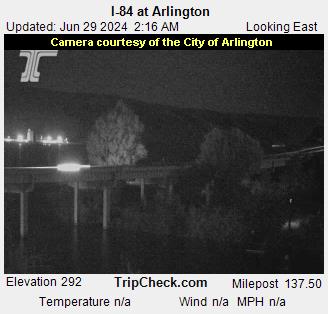 I-84 at Arlington
Updated: Jun 29 2024 2:16 AM Looking East
Camera courtesy of the City of Arlington
Elevation 292 TripCheck.com Milepost 137.50
Temperature n/a Wind n/a MPH n/a